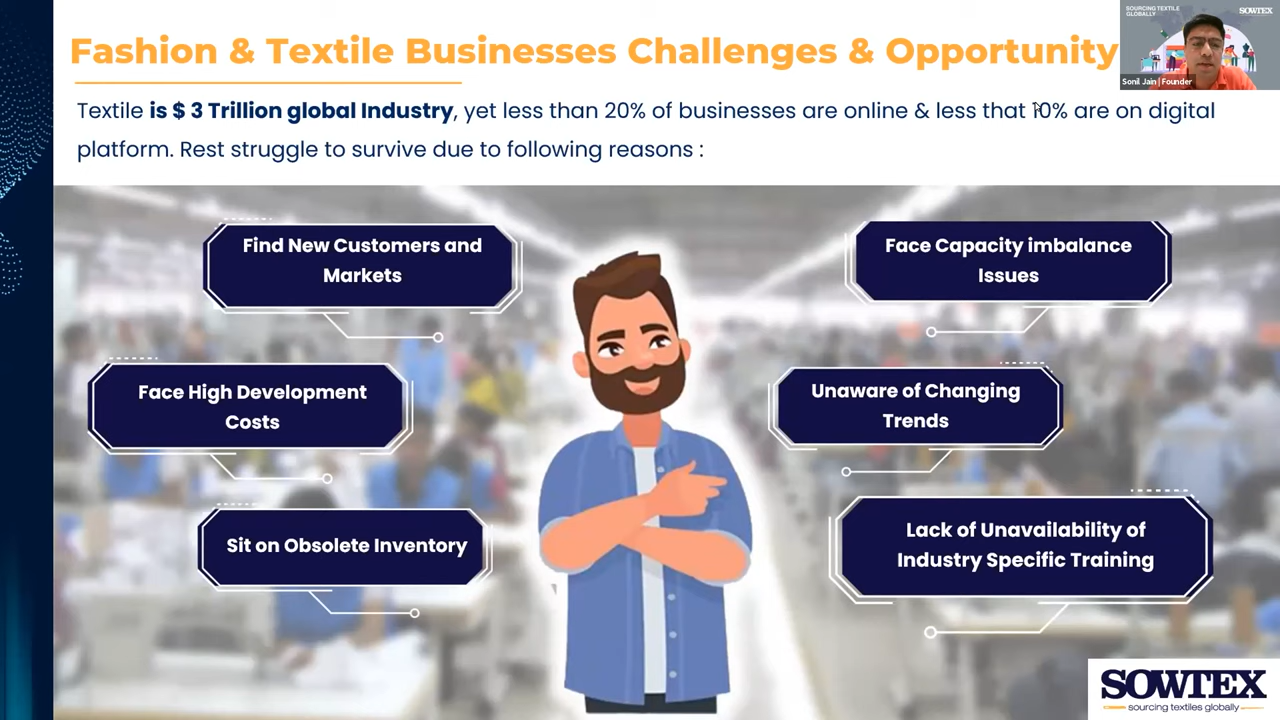 Fashion & Textile Businesses Challenges & Opportunity
SOURCING TEXTILE
GLOBALLY
SOWTEX
Sonil Jain | Founder
Textile is $ 3 Trillion global Industry, yet less than 20% of businesses are online & less that 10% are on digital
platform. Rest struggle to survive due to following reasons :
Find New Customers and
Markets
Face Capacity imbalance
Issues
Face High Development
Costs
Unaware of Changing
Trends
Sit on Obsolete Inventory
Lack of Unavailability of
Industry Specific Training
SOWTEX
sourcing textiles globally